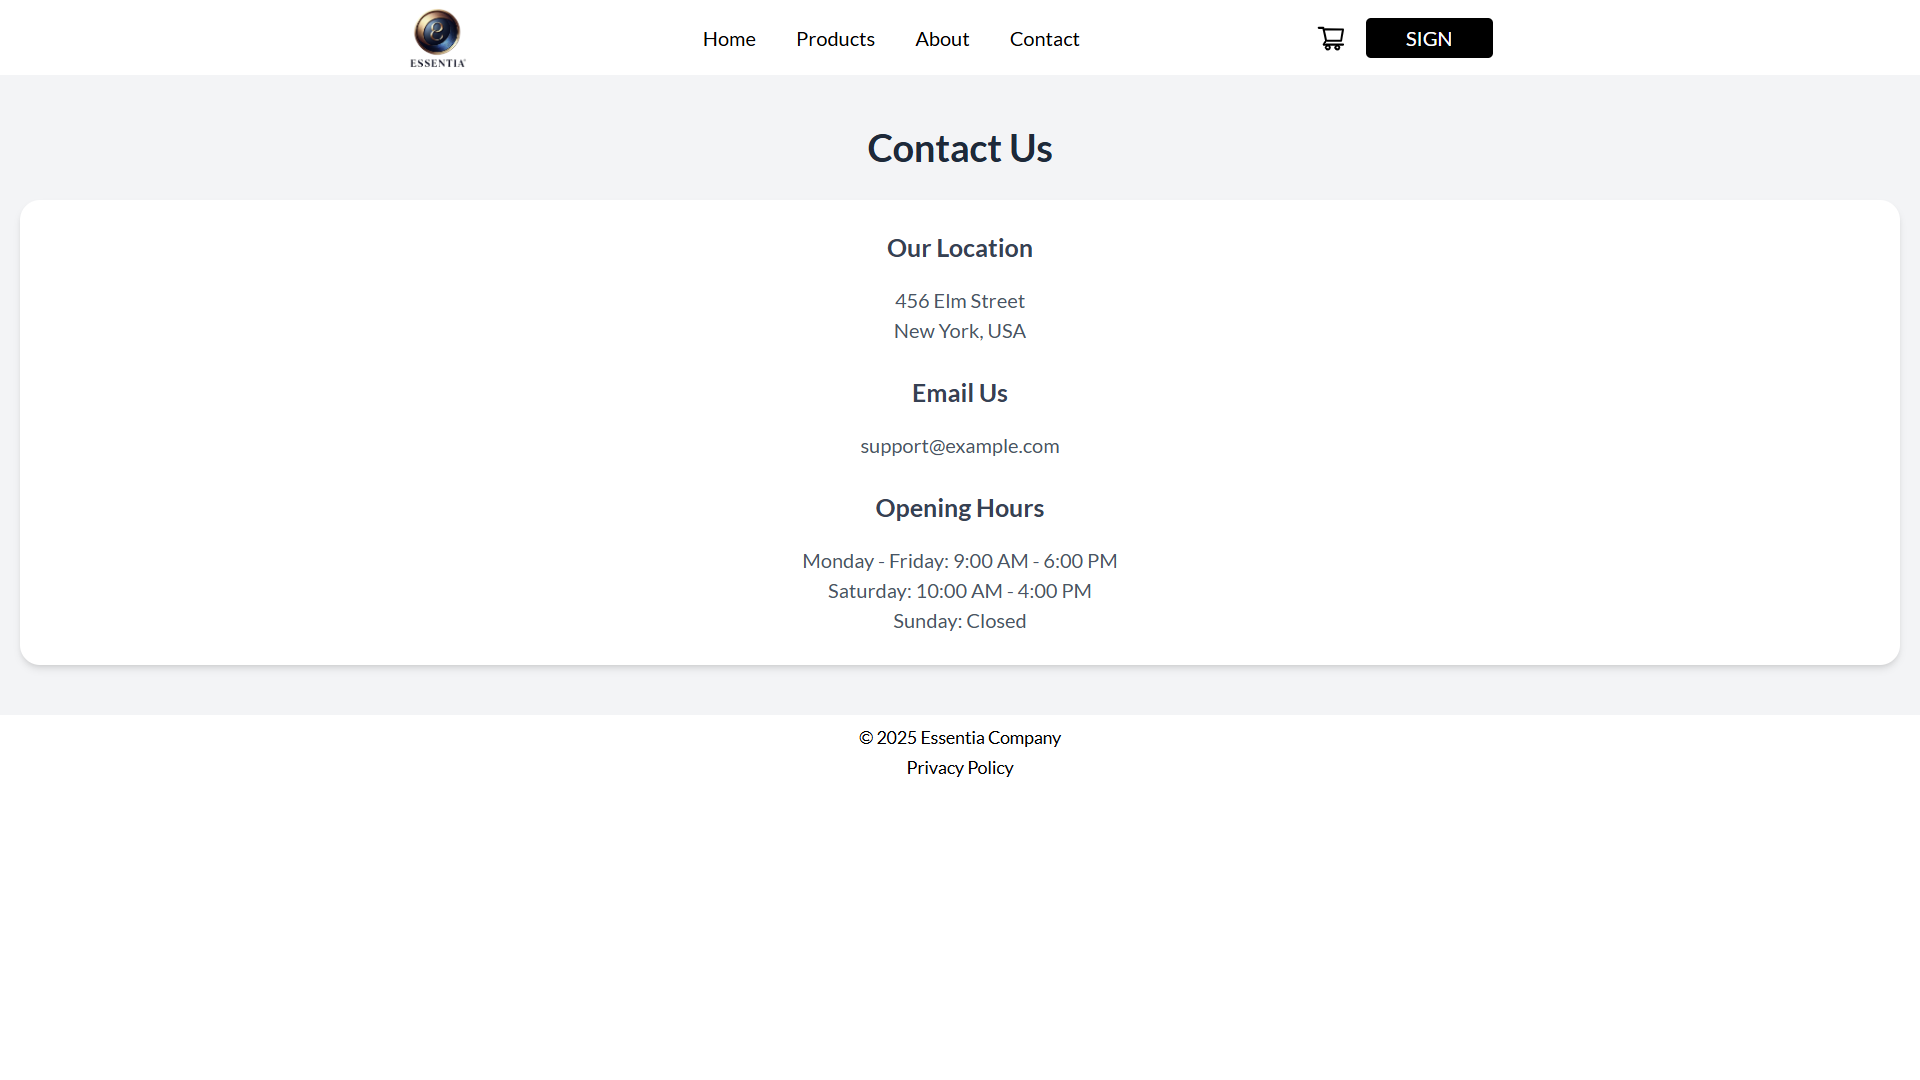 ESSENTIA
Home
Products
About
Contact
SIGN
Contact Us
Our Location
456 Elm Street
New York, USA
Email Us
support@example.com
Opening Hours
Monday - Friday: 9:00 AM - 6:00 PM
Saturday: 10:00 AM - 4:00 PM
Sunday: Closed
© 2025 Essentia Company
Privacy Policy